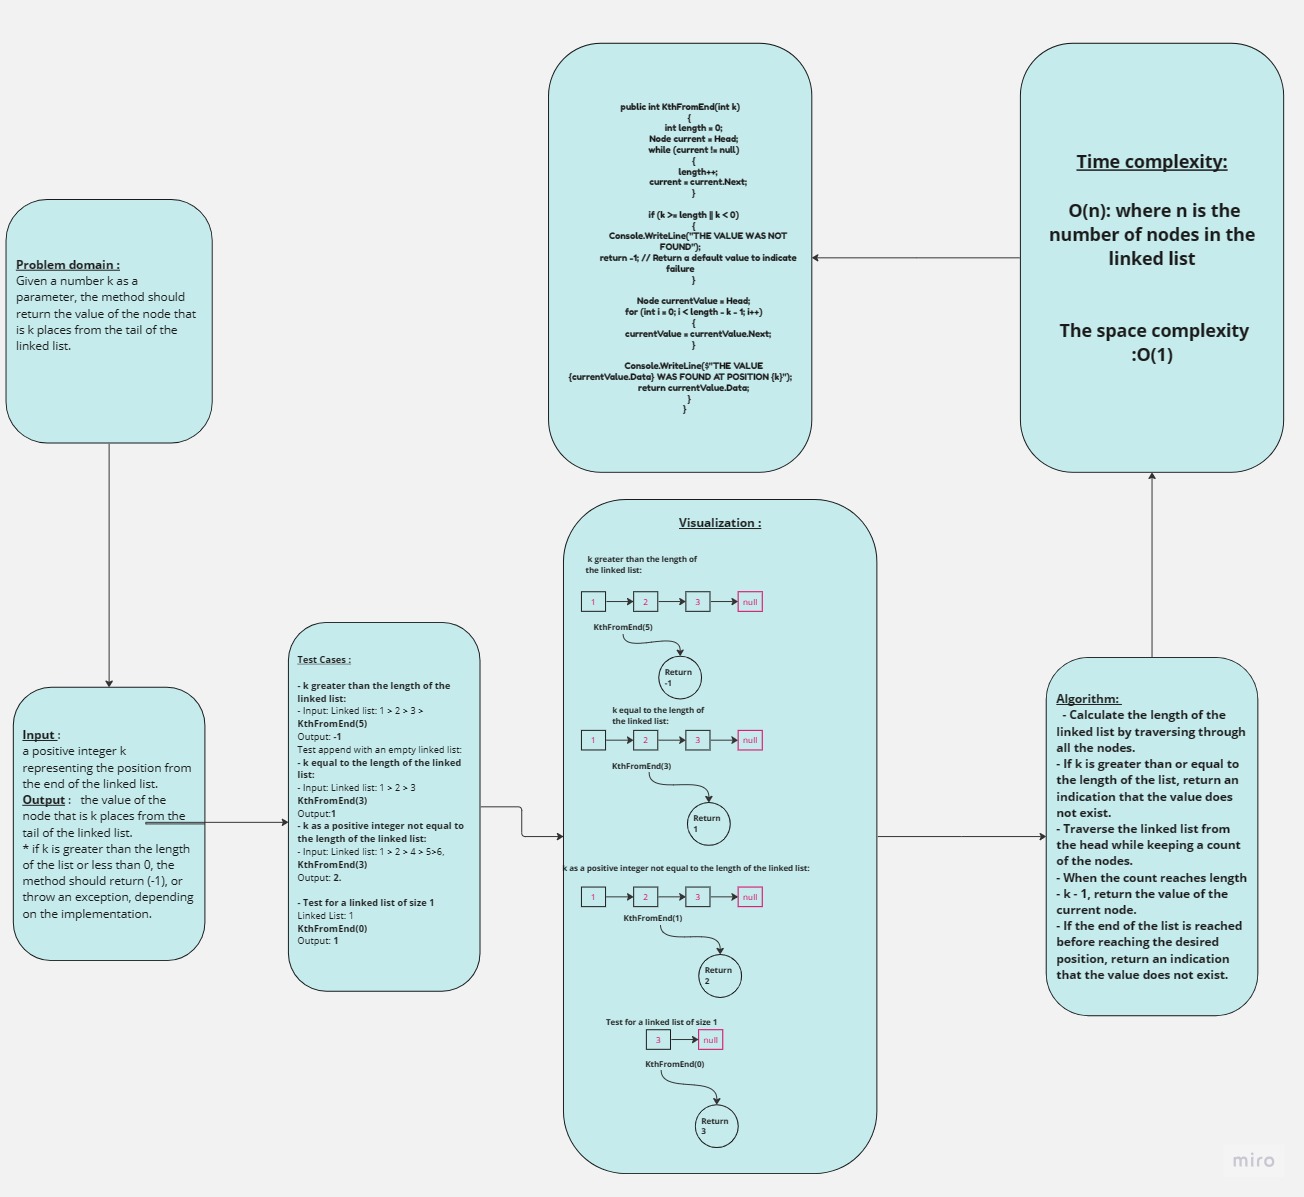 Problem domain :
Given a number k as a
parameter, the method should
return the value of the node that
is k places from the tail of the
linked list.
Input :
a positive integer k
representing the position from
the end of the linked list.
Output :   the value of the
node that is k places from the
tail of the linked list.
* if k is greater than the length
of the list or less than 0, the
method should return (-1), or
throw an exception, depending
on the implementation.
Test Cases :
- k greater than the length of the
linked list:
- Input: Linked list: 1 > 2 > 3 >
KthFromEnd(5)
Output: -1
Test append with an empty linked list:
- k equal to the length of the linked
list:
- Input: Linked list: 1 > 2 > 3
KthFromEnd(3)
Output:1
- k as a positive integer not equal to
the length of the linked list:
- Input: Linked list: 1 > 2 > 4 > 5>6,
KthFromEnd(3)
Output: 2.
- Test for a linked list of size 1
Linked List: 1
KthFromEnd(0)
Output: 1
Visualization :
k greater than the length of
the linked list:
1 2 3 null
KthFromEnd(5)
Return
-1
k equal to the length of
the linked list:
1 2 3 null
KthFromEnd(3)
Return
1
k as a positive integer not equal to the length of the linked list:
1 2 3 null
KthFromEnd(1)
Return
2
Test for a linked list of size 1
3 null
KthFromEnd(0)
Return
3
Algorithm:
- Calculate the length of the
linked list by traversing through
all the nodes.
- If k is greater than or equal to
the length of the list, return an
indication that the value does
not exist.
- Traverse the linked list from
the head while keeping a count
of the nodes.
- When the count reaches length
- k - 1, return the value of the
current node.
- If the end of the list is reached
before reaching the desired
position, return an indication
that the value does not exist.
Time complexity:
O(n): where n is the
number of nodes in the
linked list
The space complexity
:O(1)
public int KthFromEnd(int k)
{
int length = 0;
Node current = Head;
while (current != null)
{
length++;
current = current.Next;
}
if (k >= length || k < 0)
{
Console.WriteLine("THE VALUE WAS NOT
FOUND");
return -1; // Return a default value to indicate
failure
}
Node currentValue = Head;
for (int i = 0; i < length - k - 1; i++)
{
currentValue = currentValue.Next;
}
Console.WriteLine($"THE VALUE
{currentValue.Data} WAS FOUND AT POSITION {k}");
return currentValue.Data;
}
}
miro